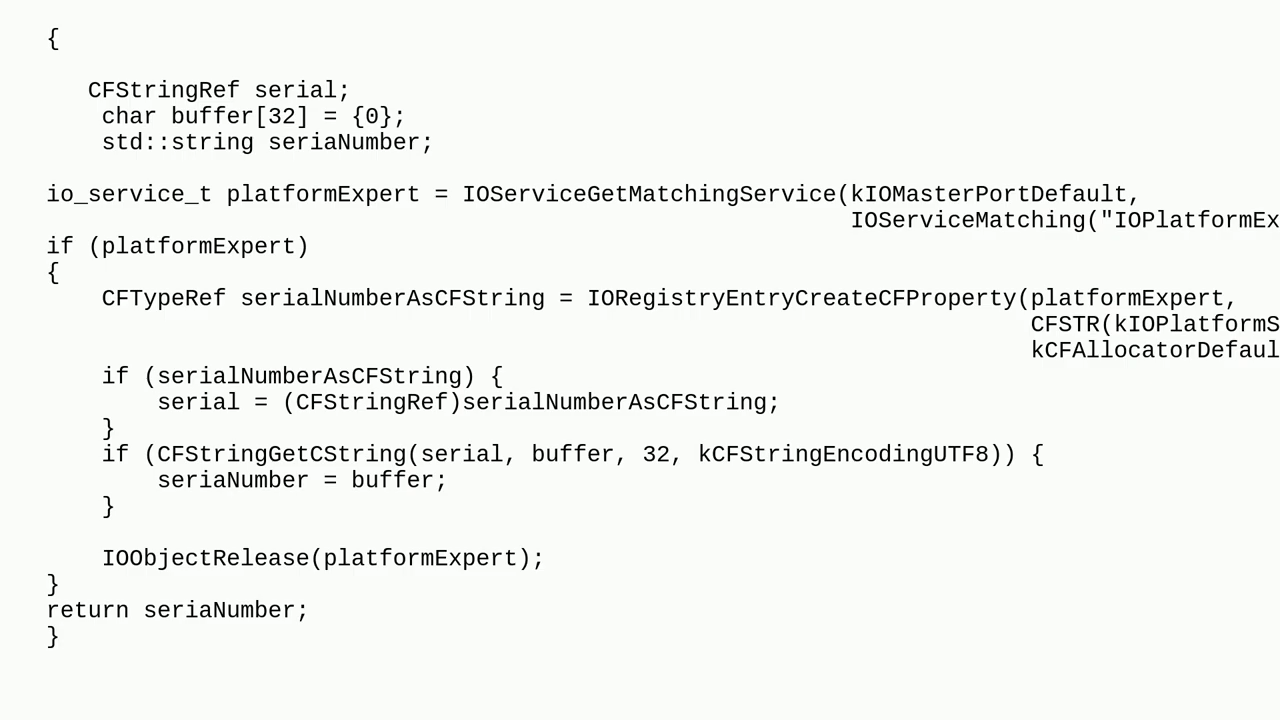 {
CFStringRef serial;
char buffer[32] = {0};
std::string seriaNumber;
io_service_t platformExpert = IOServiceGetMatchingService(kIOMasterPortDefault,
IOServiceMatching("IOPlatformEx
if (platformExpert)
{
CFTypeRef serialNumberAsCFString = IORegistryEntryCreateCFProperty(platformExpert,
CFSTR(kIOPlatformS
kCFAllocatorDefaul
if (serialNumberAsCFString) {
serial = (CFStringRef)serialNumberAsCFString;
}
if (CFStringGetCString(serial, buffer, 32, kCFStringEncodingUTF8)) {
seriaNumber = buffer;
}
IOObjectRelease(platformExpert);
}
return seriaNumber;
}